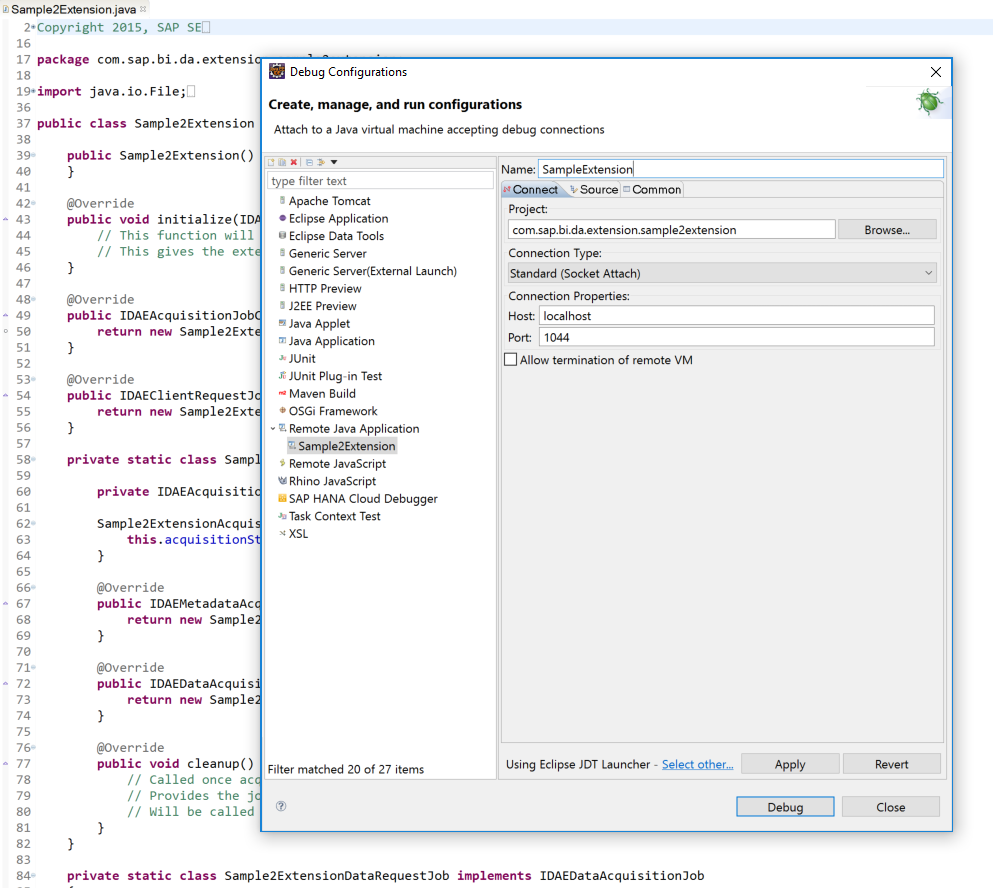 Sample2Extension.java
2 Copyright 2015, SAP SE
16
17 package com.sap.bi.da.extensio
18
19 import java.io.File;
36
37 public class Sample2Extension
38
39 public Sample2Extension()
40 }
41
42 @Override
43 public void initialize(IDA
44 // This function will
45 // This gives the exte
46 }
47
48 @Override
49 public IDAEAcquisitionJobC
50 return new Sample2Exte
51 }
52
53 @Override
54 public IDAEClientRequestJo
55 return new Sample2Exte
56 }
57
58 private static class Sampl
59
60 private IDAEAcquisitio
61
62 Sample2ExtensionAcquis
63 this.acquisitionSt
64 }
65
66 @Override
67 public IDAEMetadataAcq
68 return new Sample2
69 }
70
71 @Override
72 public IDAEDataAcquisi
73 return new Sample2
74 }
75
76 @Override
77 public void cleanup()
78 // Called once acq
79 // Provides the jo
80 // Will be called
81 }
82 }
83
84 private static class Sample2ExtensionDataRequestJob implements IDAEDataAcquisitionJob
Debug Configurations
Create, manage, and run configurations
Attach to a Java virtual machine accepting debug connections
type filter text
Apache Tomcat
Eclipse Application
Eclipse Data Tools
Generic Server
Generic Server(External Launch)
HTTP Preview
J2EE Preview
Java Applet
Java Application
JUnit
JUnit Plug-in Test
Maven Build
OSGi Framework
Remote Java Application
Sample2Extension
Remote JavaScript
Rhino JavaScript
SAP HANA Cloud Debugger
Task Context Test
XSL
Filter matched 20 of 27 items
Name: SampleExtension
Connect Source Common
Project:
com.sap.bi.da.extension.sample2extension Browse...
Connection Type:
Standard (Socket Attach)
Connection Properties:
Host: localhost
Port: 1044
Allow termination of remote VM
Using Eclipse JDT Launcher - Select other... Apply Revert
Debug Close